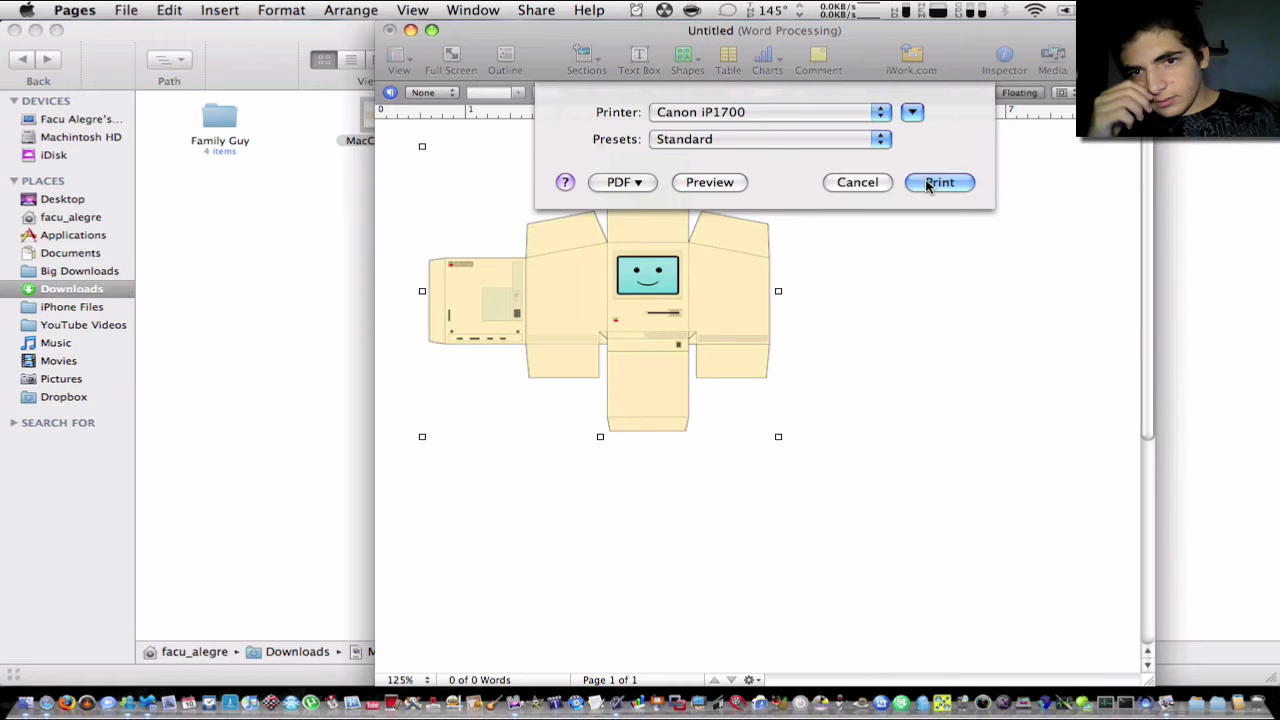 Pages File Edit Insert Format Arrange View Window Share Help 145° 0.0KB/s 0.0KB/s
Untitled (Word Processing)
Back Path View Full Screen Outline Sections Text Box Shapes Table Charts Comment iWork.com Inspector Media
None Floating
0 1 7
DEVICES
Facu Alegre's...
Machintosh HD
iDisk
PLACES
Desktop
facu_alegre
Applications
Documents
Big Downloads
Downloads
iPhone Files
YouTube Videos
Music
Movies
Pictures
Dropbox
SEARCH FOR
Family Guy
4 items
MacC
Printer: Canon iP1700
Presets: Standard
? PDF▼ Preview Cancel Print
facu_alegre ▸ Downloads ▸ M
125% 0 of 0 Words Page 1 of 1